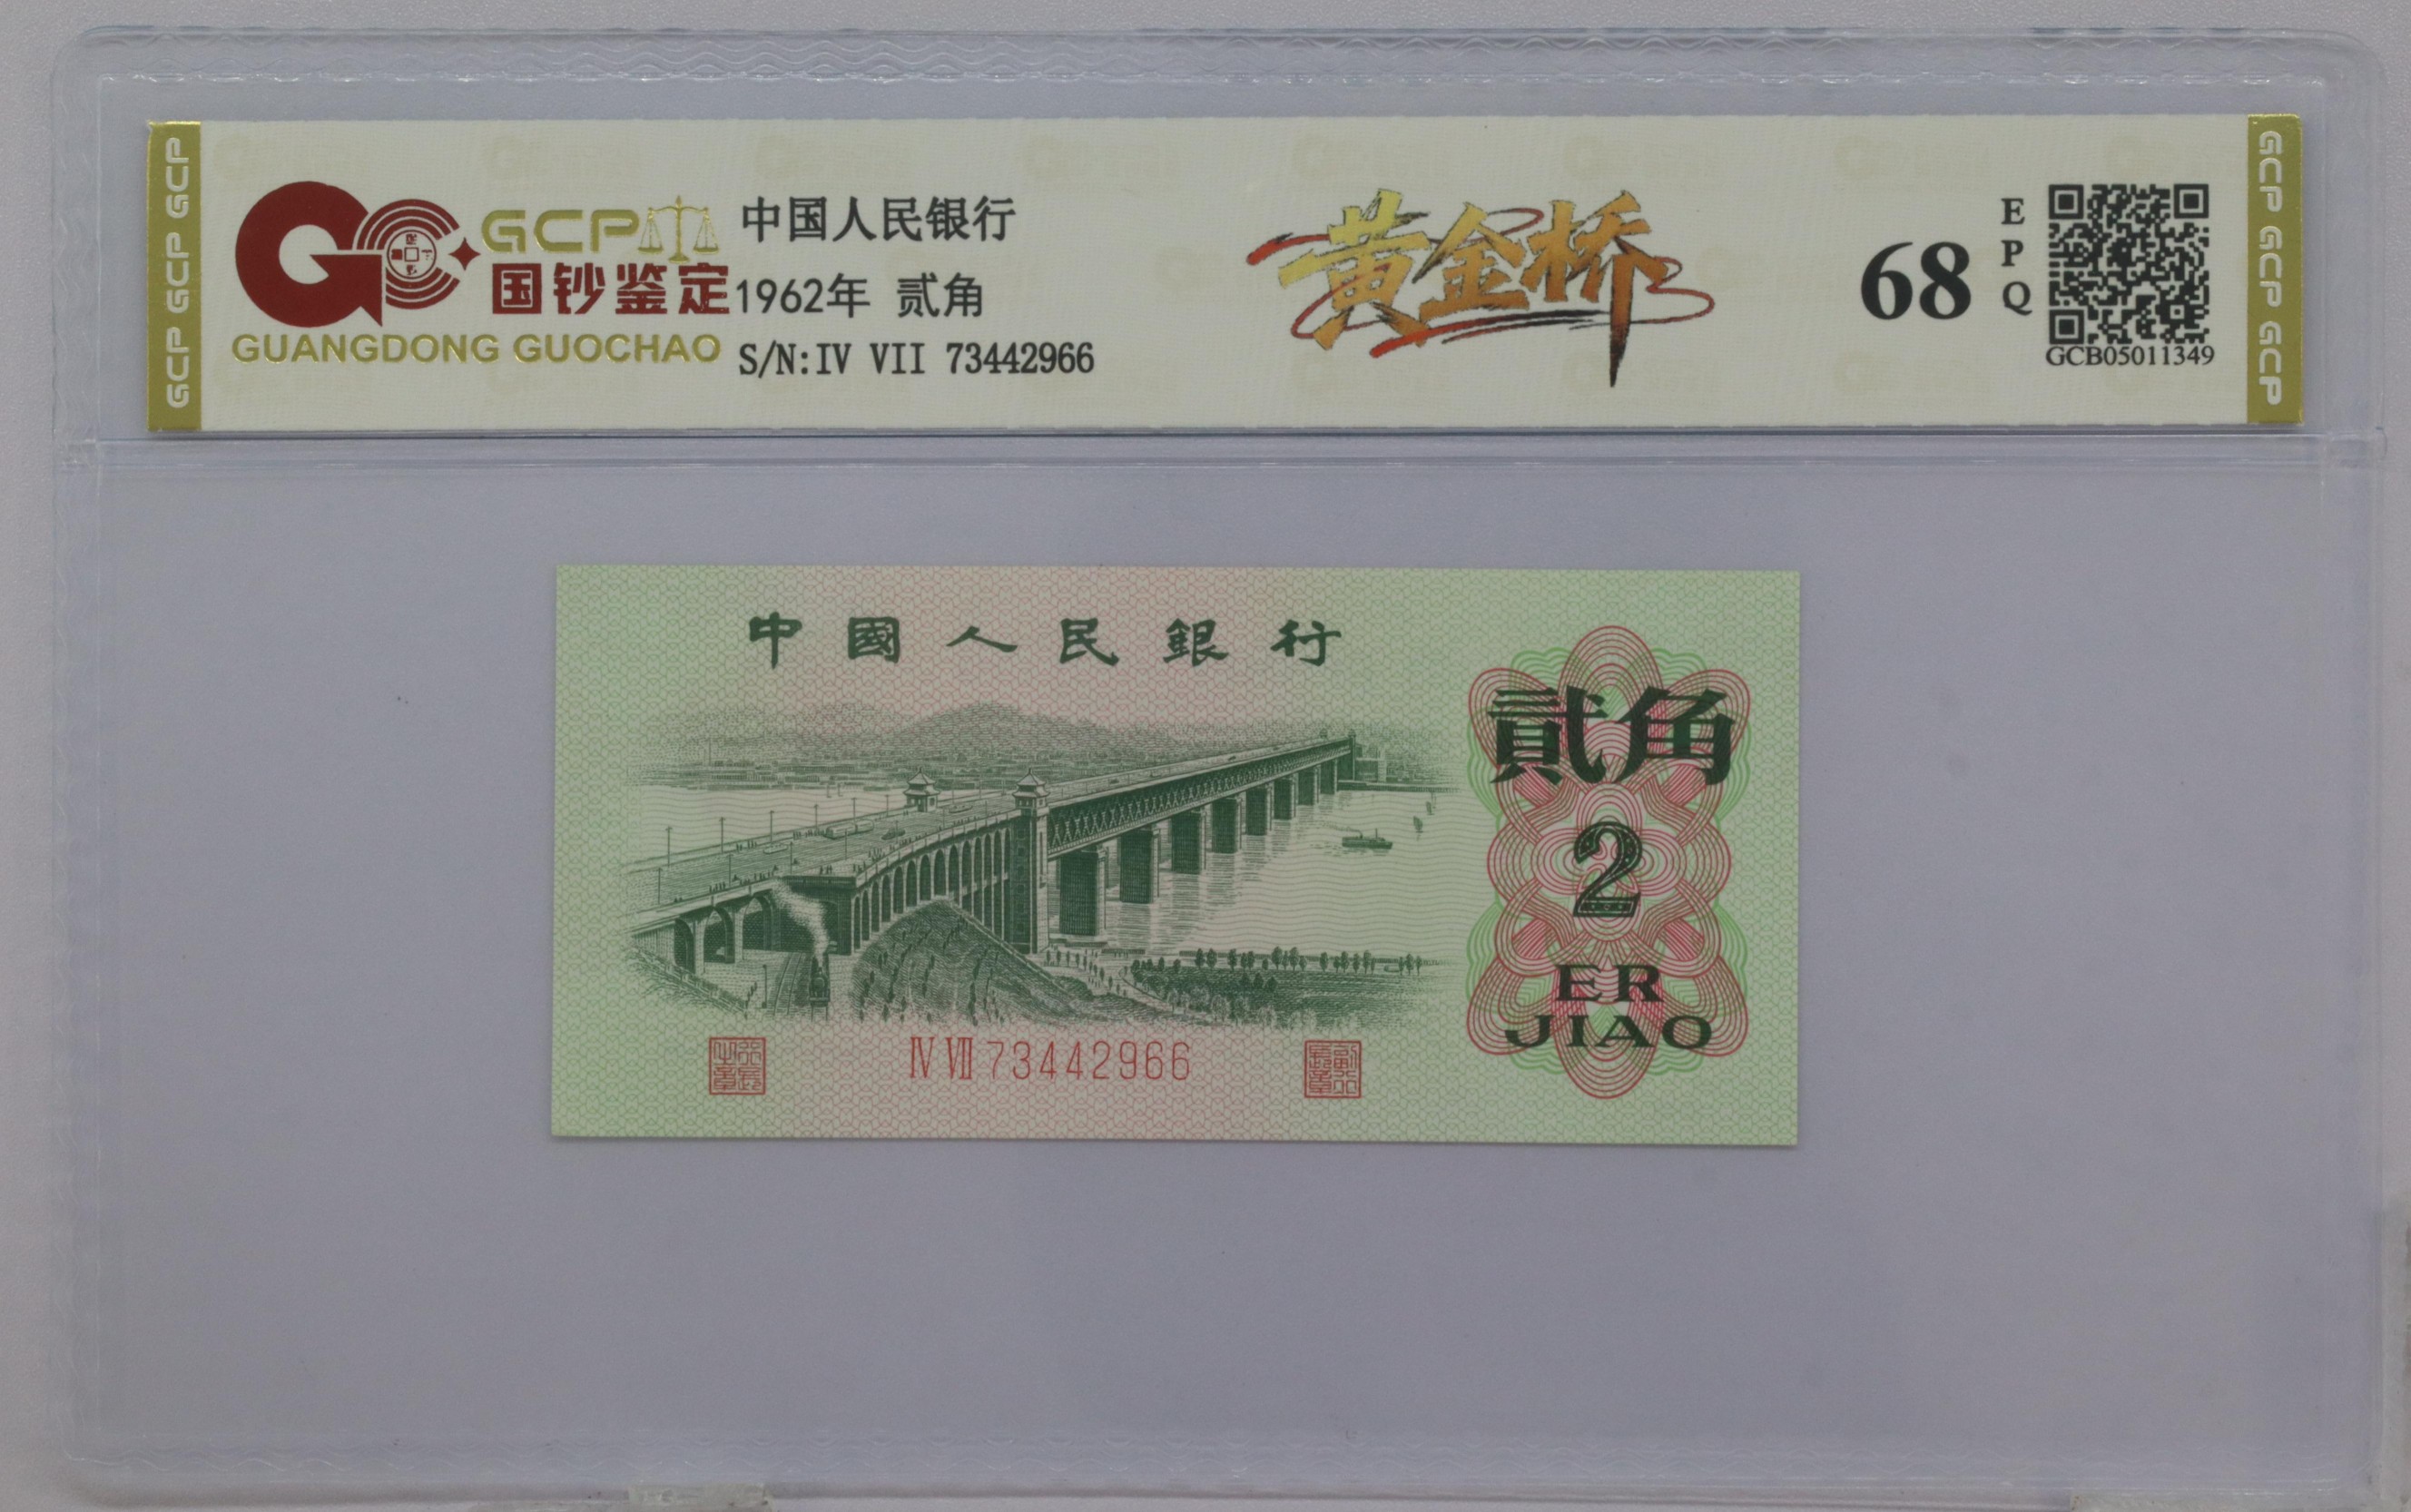 GCP GCP GCP
GCP
国钞鉴定
GUANGDONG GUOCHAO
中国人民银行
1962年 贰角
S/N:IV VII 73442966
黄金桥
68
EPQ
GCB05011349
GCP GCP GCP
中國人民銀行
貳角
2
ER
JIAO
Ⅳ Ⅶ 73442966